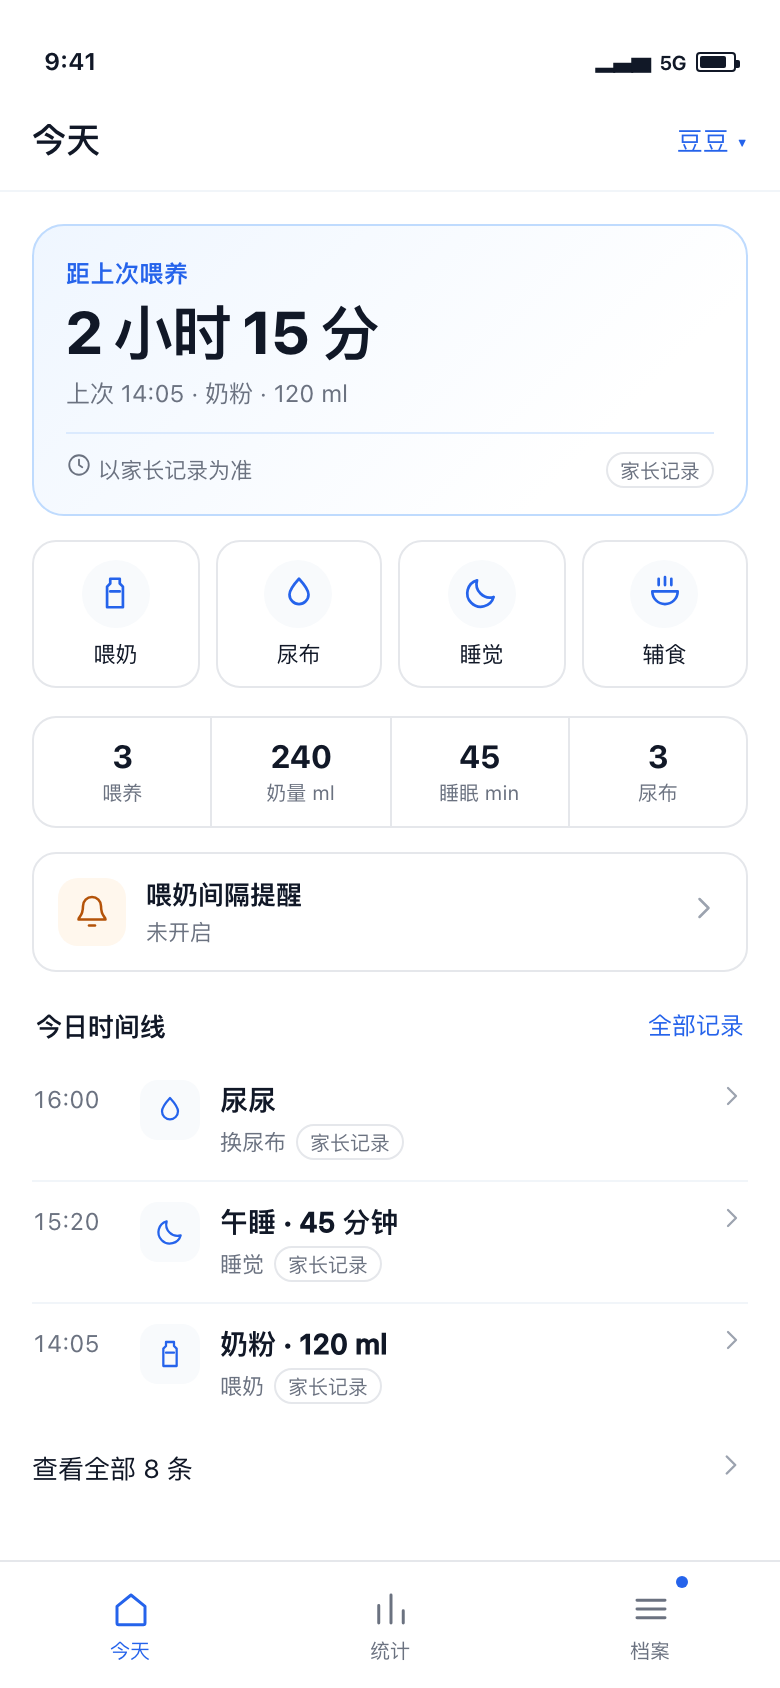 9:41
5G
今天
豆豆 ▾
距上次喂养
2 小时 15 分
上次 14:05 · 奶粉 · 120 ml
以家长记录为准
家长记录
喂奶
尿布
睡觉
辅食
3
喂养
240
奶量 ml
45
睡眠 min
3
尿布
喂奶间隔提醒
未开启
今日时间线
全部记录
16:00
尿尿
换尿布 家长记录
15:20
午睡 · 45 分钟
睡觉 家长记录
14:05
奶粉 · 120 ml
喂奶 家长记录
查看全部 8 条
今天
统计
档案